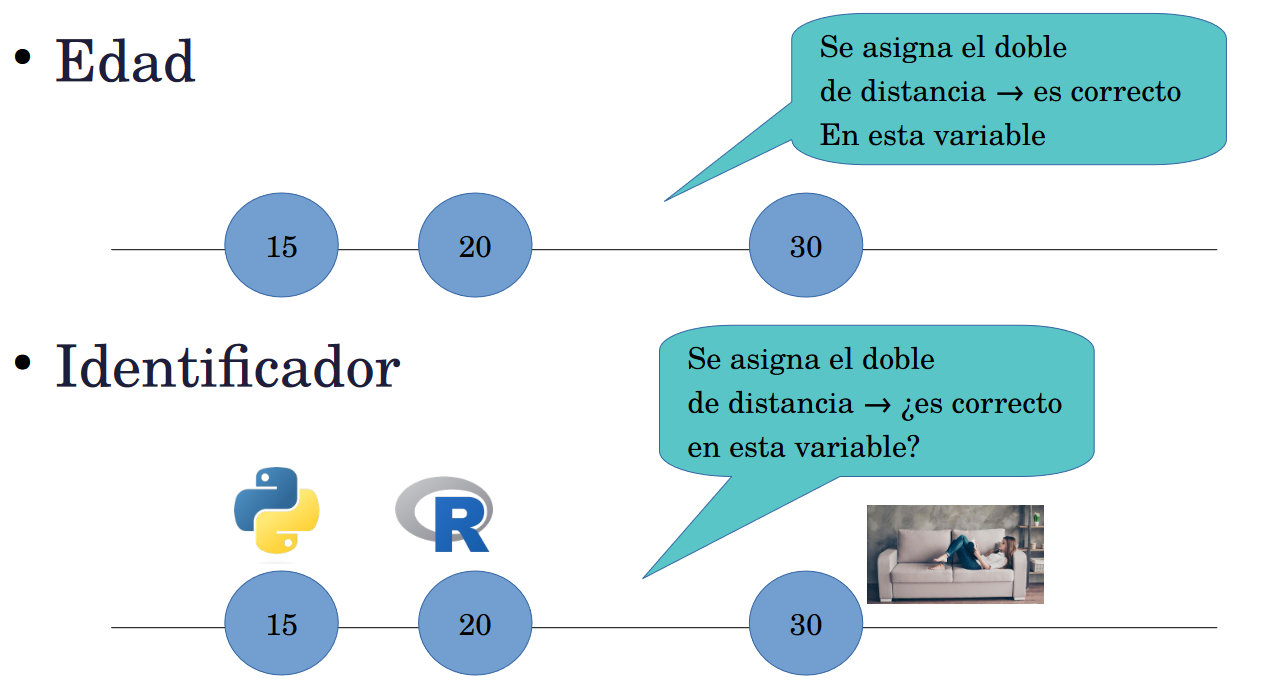 • Edad
Se asigna el doble
de distancia → es correcto
En esta variable
15
20
30
• Identificador
Se asigna el doble
de distancia → ¿es correcto
en esta variable?
R
15
20
30